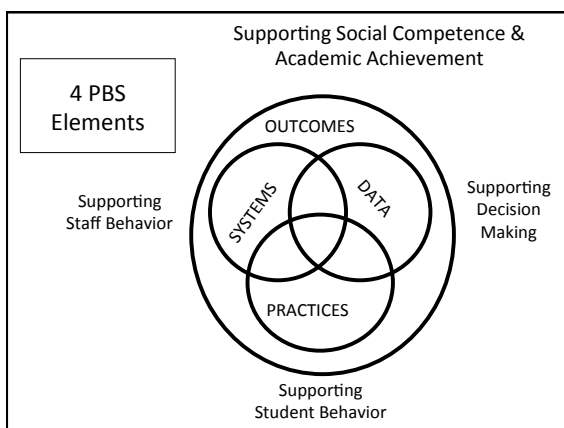 Supporting Social Competence &
Academic Achievement
4 PBS
Elements
OUTCOMES
SYSTEMS
DATA
Supporting
Staff Behavior
Supporting
Decision
Making
PRACTICES
Supporting
Student Behavior